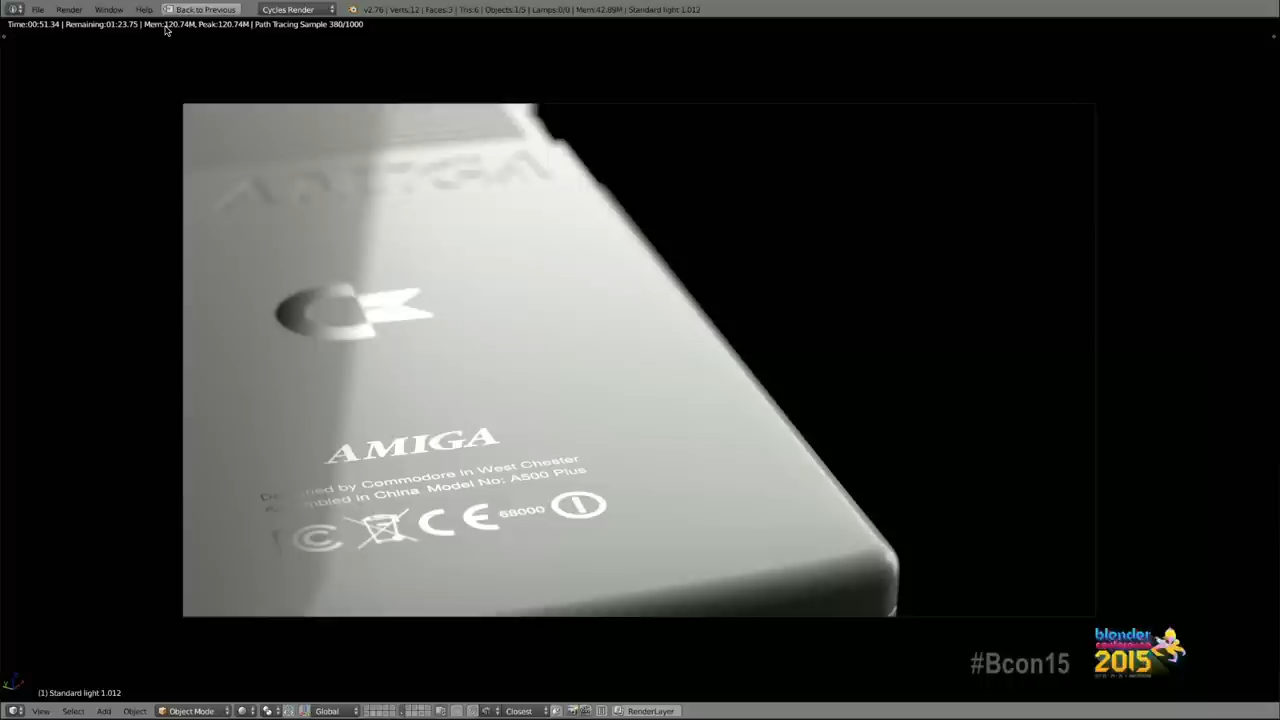 File Render Window Help Back to Previous Cycles Render v2.76 | Verts:12 | Faces:3 | Tris:6 | Objects:1/5 | Lamps:0/0 | Mem:42.89M | Standard light 1.012
Time:00:51.34 | Remaining:01:23.75 | Mem:120.74M, Peak:120.74M | Path Tracing Sample 380/1000
AMIGA
AMIGA
Designed by Commodore in West Chester
Assembled in China Model No: A500 Plus
C CE 68000
blender
conference
#Bcon15 2015
(1) Standard light 1.012
View Select Add Object Object Mode Global Closest RenderLayer